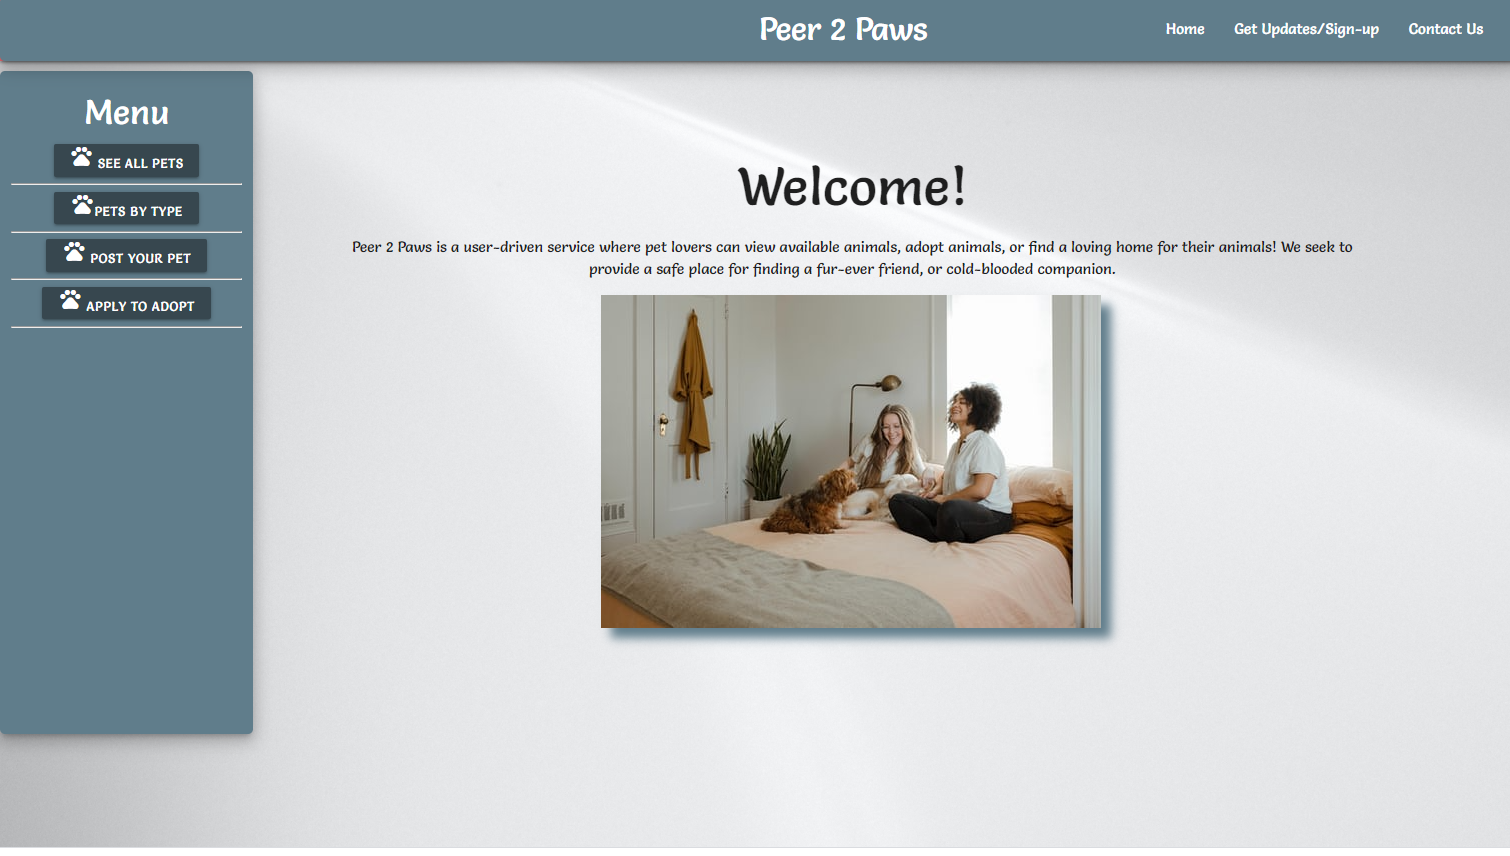 Peer 2 Paws
Home
Get Updates/Sign-up
Contact Us
Menu
SEE ALL PETS
PETS BY TYPE
POST YOUR PET
APPLY TO ADOPT
Welcome!
Peer 2 Paws is a user-driven service where pet lovers can view available animals, adopt animals, or find a loving home for their animals! We seek to
provide a safe place for finding a fur-ever friend, or cold-blooded companion.